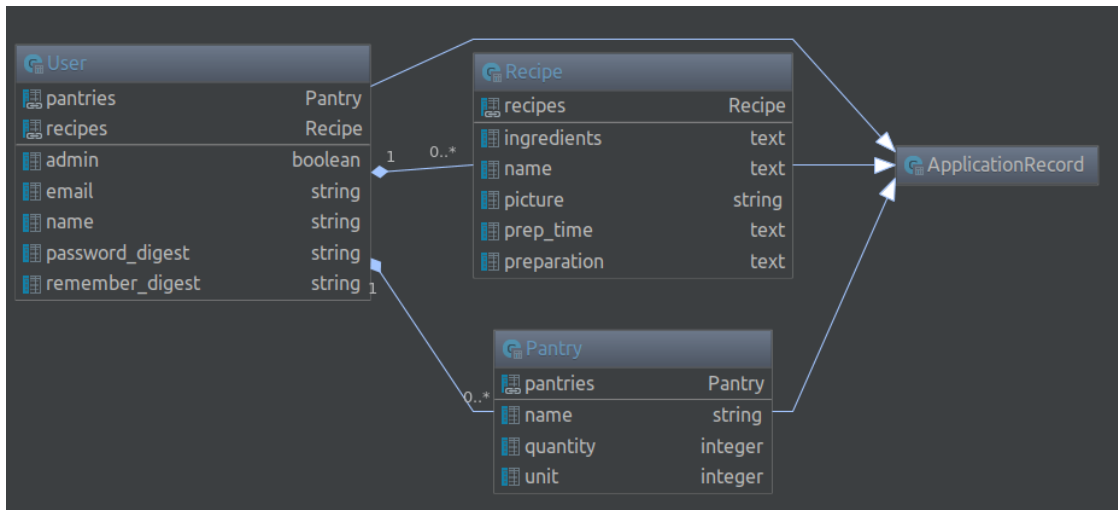 User
pantries Pantry
recipes Recipe
admin boolean
email string
name string
password_digest string
remember_digest string
1
0..*
1
0..*
Recipe
recipes Recipe
ingredients text
name text
picture string
prep_time text
preparation text
Pantry
pantries Pantry
name string
quantity integer
unit integer
ApplicationRecord